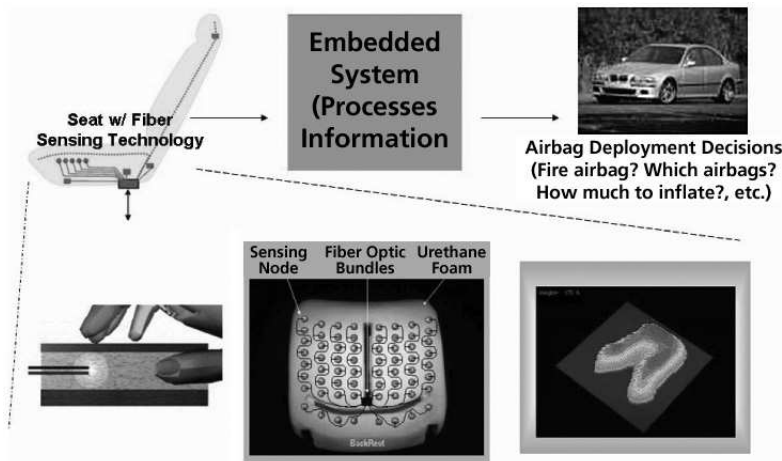 Seat w/ Fiber
Sensing Technology
Embedded
System
(Processes
Information
Airbag Deployment Decisions
(Fire airbag? Which airbags?
How much to inflate?, etc.)
Sensing
Node
Fiber Optic
Bundles
Urethane
Foam
BackRest